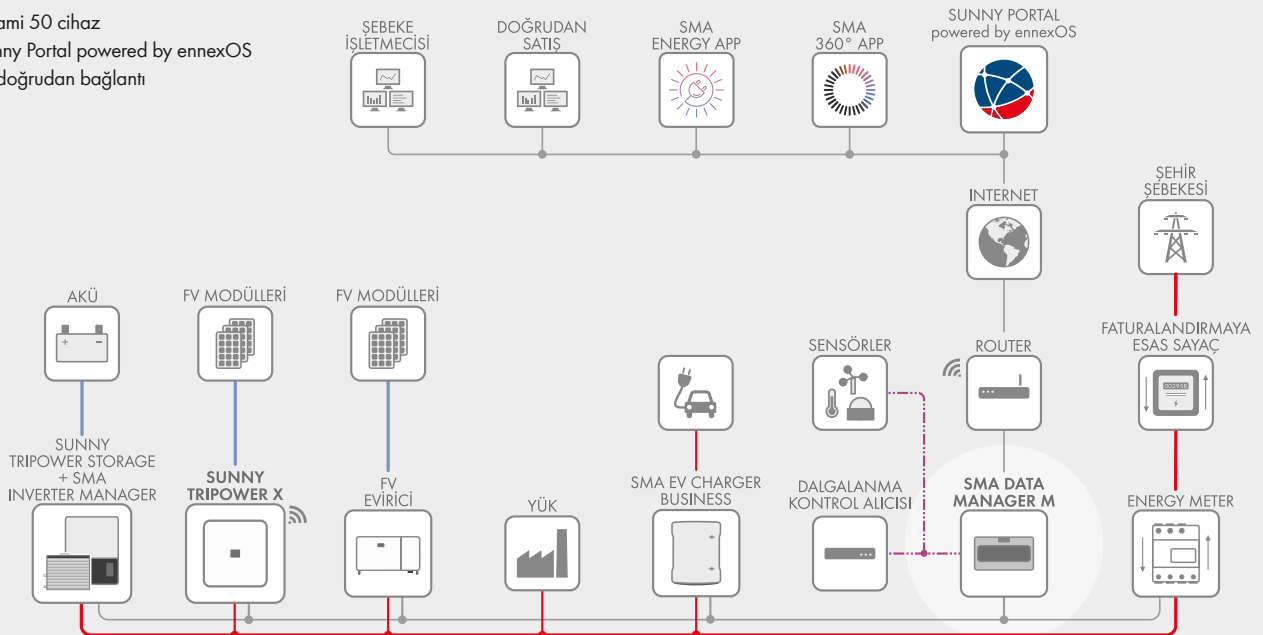 50 cihaz
Sunny Portal powered by ennexOS
doğrudan bağlantı
ŞEBEKE
İŞLETMECİSİ
DOĞRUDAN
SATIŞ
SMA
ENERGY APP
SMA
360° APP
SUNNY PORTAL
powered by ennexOS
INTERNET
ŞEHİR
ŞEBEKESİ
AKÜ
FV MODÜLLERİ
FV MODÜLLERİ
SENSÖRLER
ROUTER
FATURALANDIRMAYA
ESAS SAYAÇ
SUNNY
TRIPOWER STORAGE
+ SMA
INVERTER MANAGER
SUNNY
TRIPOWER X
FV
EVİRİCİ
YÜK
SMA EV CHARGER
BUSINESS
DALGALANMA
KONTROL ALICISI
SMA DATA
MANAGER M
ENERGY METER